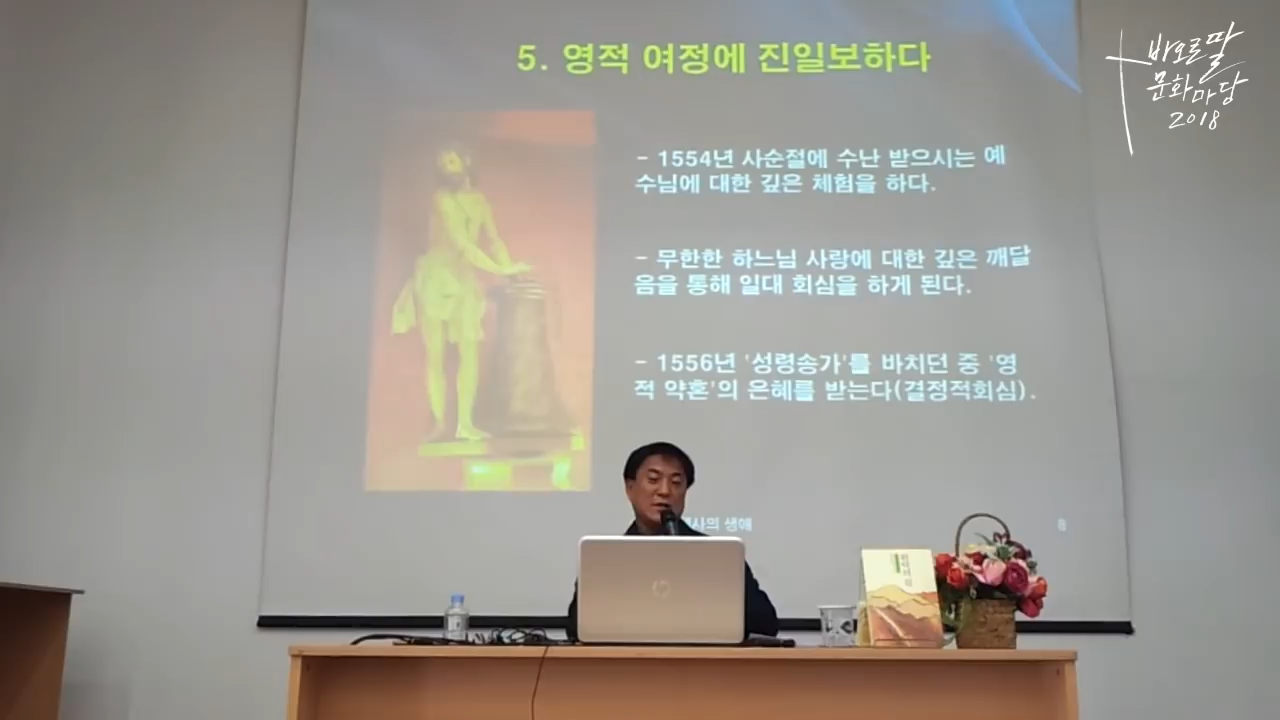 5. 영적 여정에 진일보하다
바오로딸
문화마당
2018
- 1554년 사순절에 수난 받으시는 예
수님에 대한 깊은 체험을 하다.
- 무한한 하느님 사랑에 대한 깊은 깨달
음을 통해 일대 회심을 하게 된다.
- 1556년 '성령송가'를 바치던 중 '영
적 약혼'의 은혜를 받는다(결정적회심).
생애
8
hp